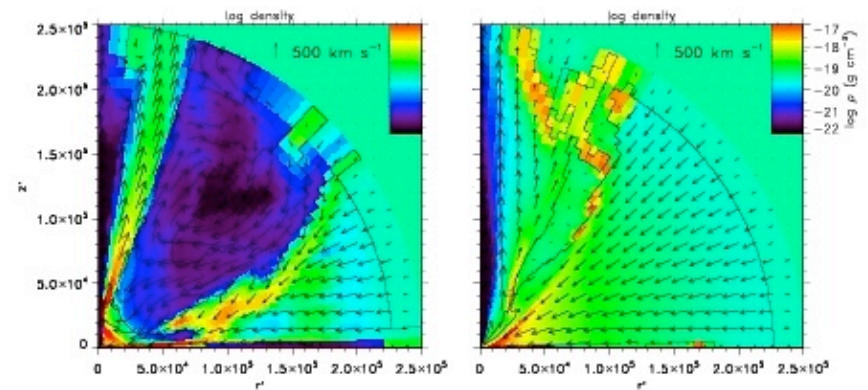 log density
500 km s⁻¹
2.5×10⁵
2.0×10⁵
1.5×10⁵
1.0×10⁵
5.0×10⁴
0
z'
0 5.0×10⁴ 1.0×10⁵ 1.5×10⁵ 2.0×10⁵ 2.5×10⁵
r'
log density
500 km s⁻¹
-17
-18
-19
-20
-21
-22
log ρ [g cm⁻³]
0 5.0×10⁴ 1.0×10⁵ 1.5×10⁵ 2.0×10⁵ 2.5×10⁵
r'